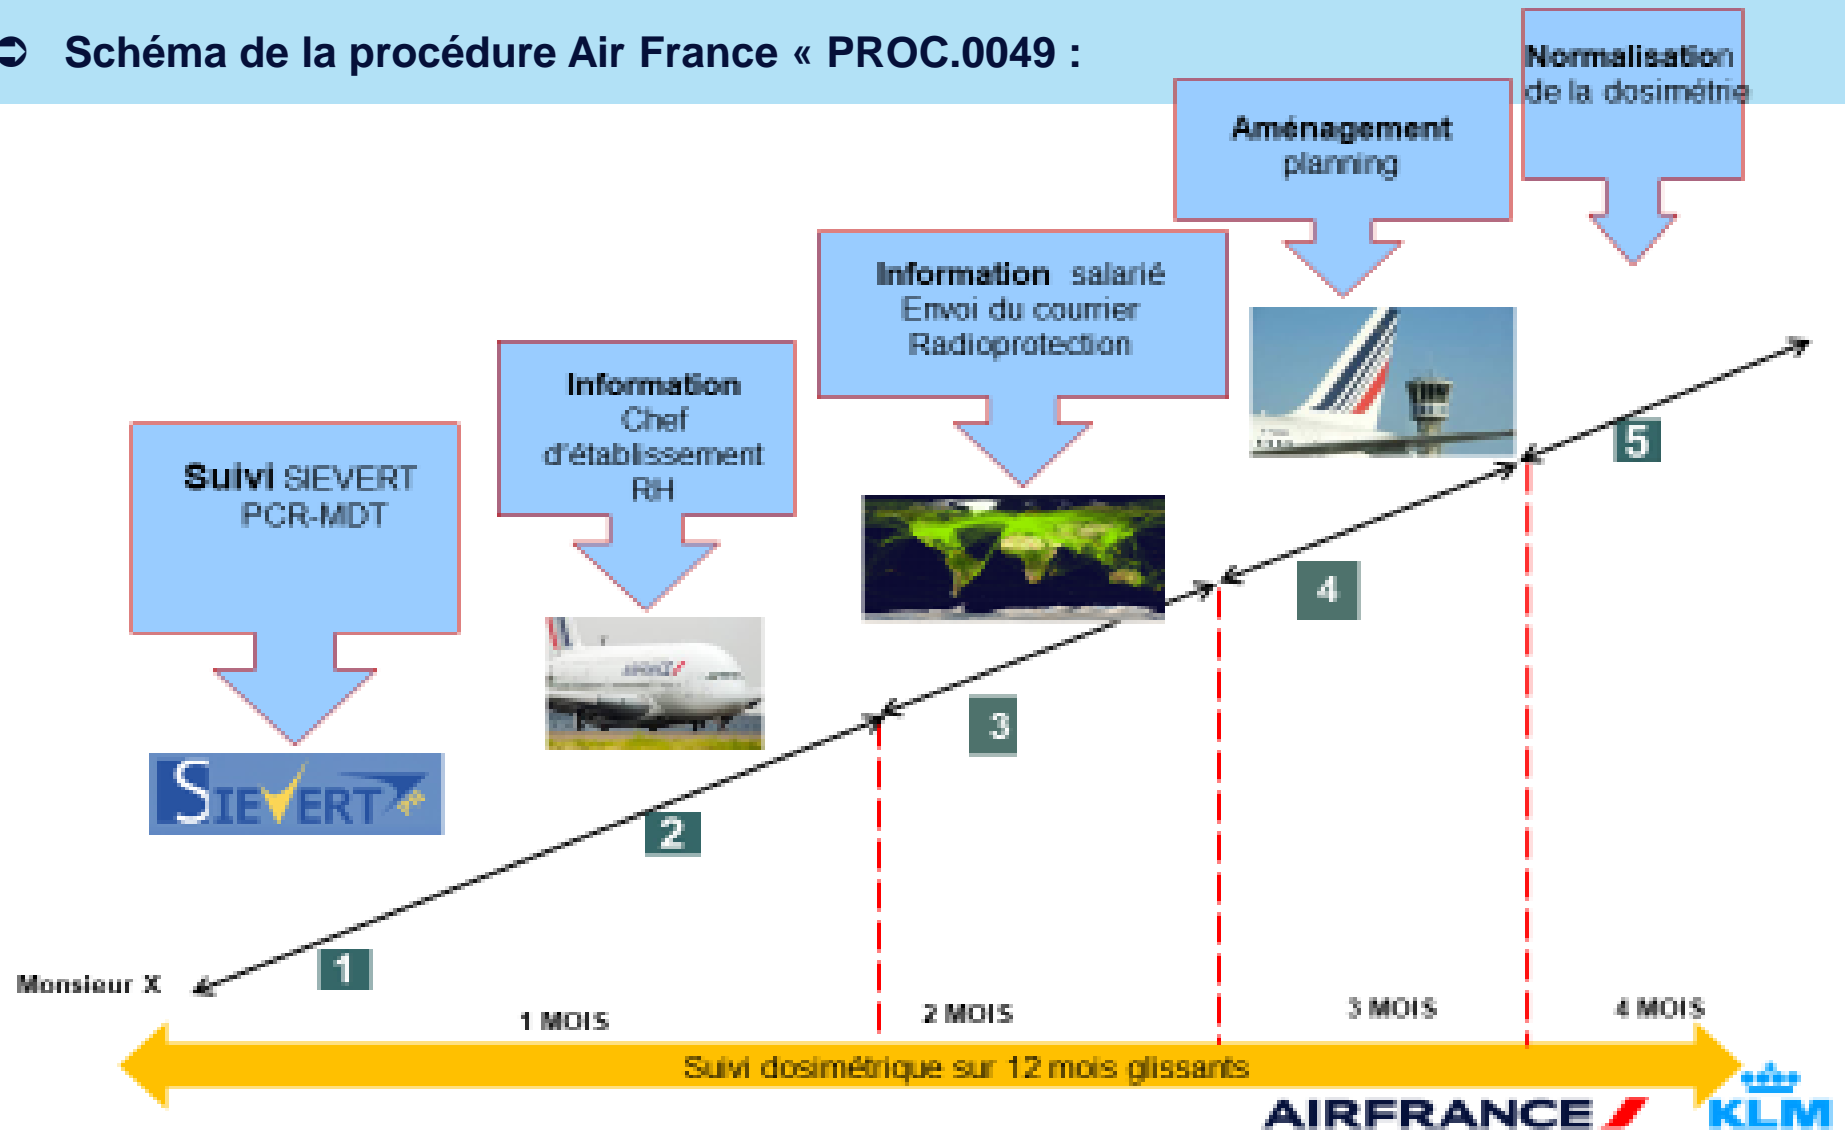 Schéma de la procédure Air France « PROC.0049 :
Normalisation
de la dosimétrie
Aménagement
planning
Information salarié
Envoi du courrier
Radioprotection
Information
Chef
d'établissement
RH
Suivi SIEVERT
PCR-MDT
SIEVERT
5
4
3
2
1
Monsieur X
1 MOIS
2 MOIS
3 MOIS
4 MOIS
Suivi dosimétrique sur 12 mois glissants
AIRFRANCE
KLM